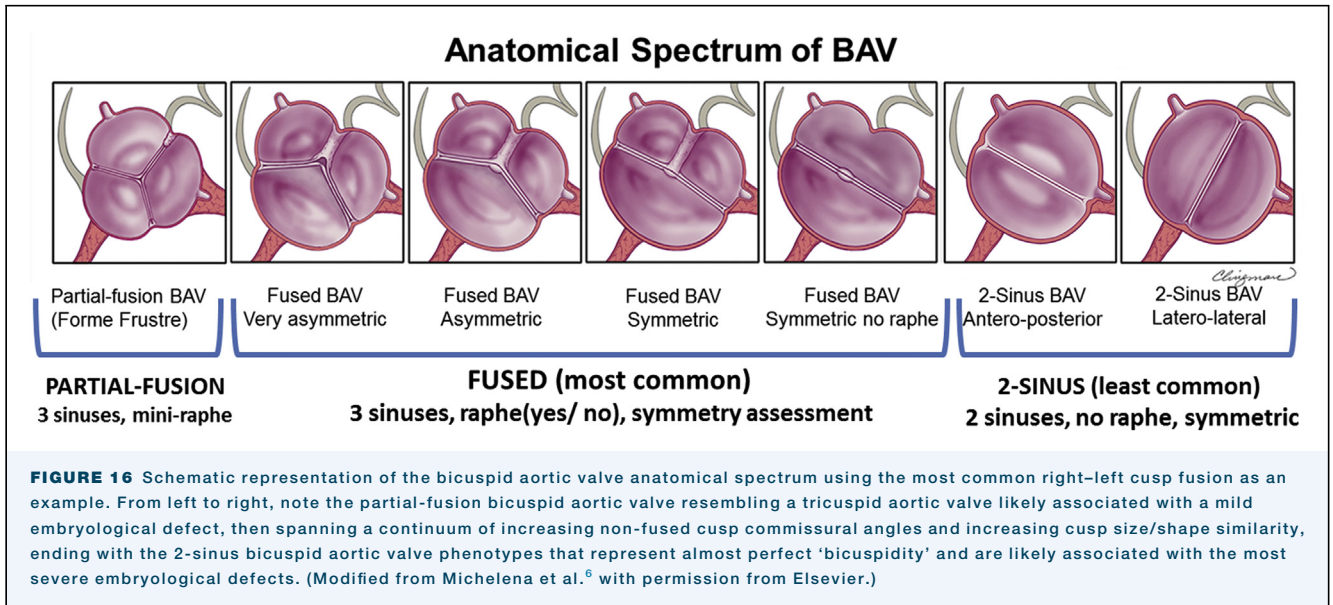 Anatomical Spectrum of BAV
Clingman
Partial-fusion BAV
(Forme Frustre)
Fused BAV
Very asymmetric
Fused BAV
Asymmetric
Fused BAV
Symmetric
Fused BAV
Symmetric no raphe
2-Sinus BAV
Antero-posterior
2-Sinus BAV
Latero-lateral
PARTIAL-FUSION
3 sinuses, mini-raphe
FUSED (most common)
3 sinuses, raphe(yes/ no), symmetry assessment
2-SINUS (least common)
2 sinuses, no raphe, symmetric
FIGURE 16 Schematic representation of the bicuspid aortic valve anatomical spectrum using the most common right–left cusp fusion as an
example. From left to right, note the partial-fusion bicuspid aortic valve resembling a tricuspid aortic valve likely associated with a mild
embryological defect, then spanning a continuum of increasing non-fused cusp commissural angles and increasing cusp size/shape similarity,
ending with the 2-sinus bicuspid aortic valve phenotypes that represent almost perfect ‘bicuspidity’ and are likely associated with the most
severe embryological defects. (Modified from Michelena et al.6 with permission from Elsevier.)